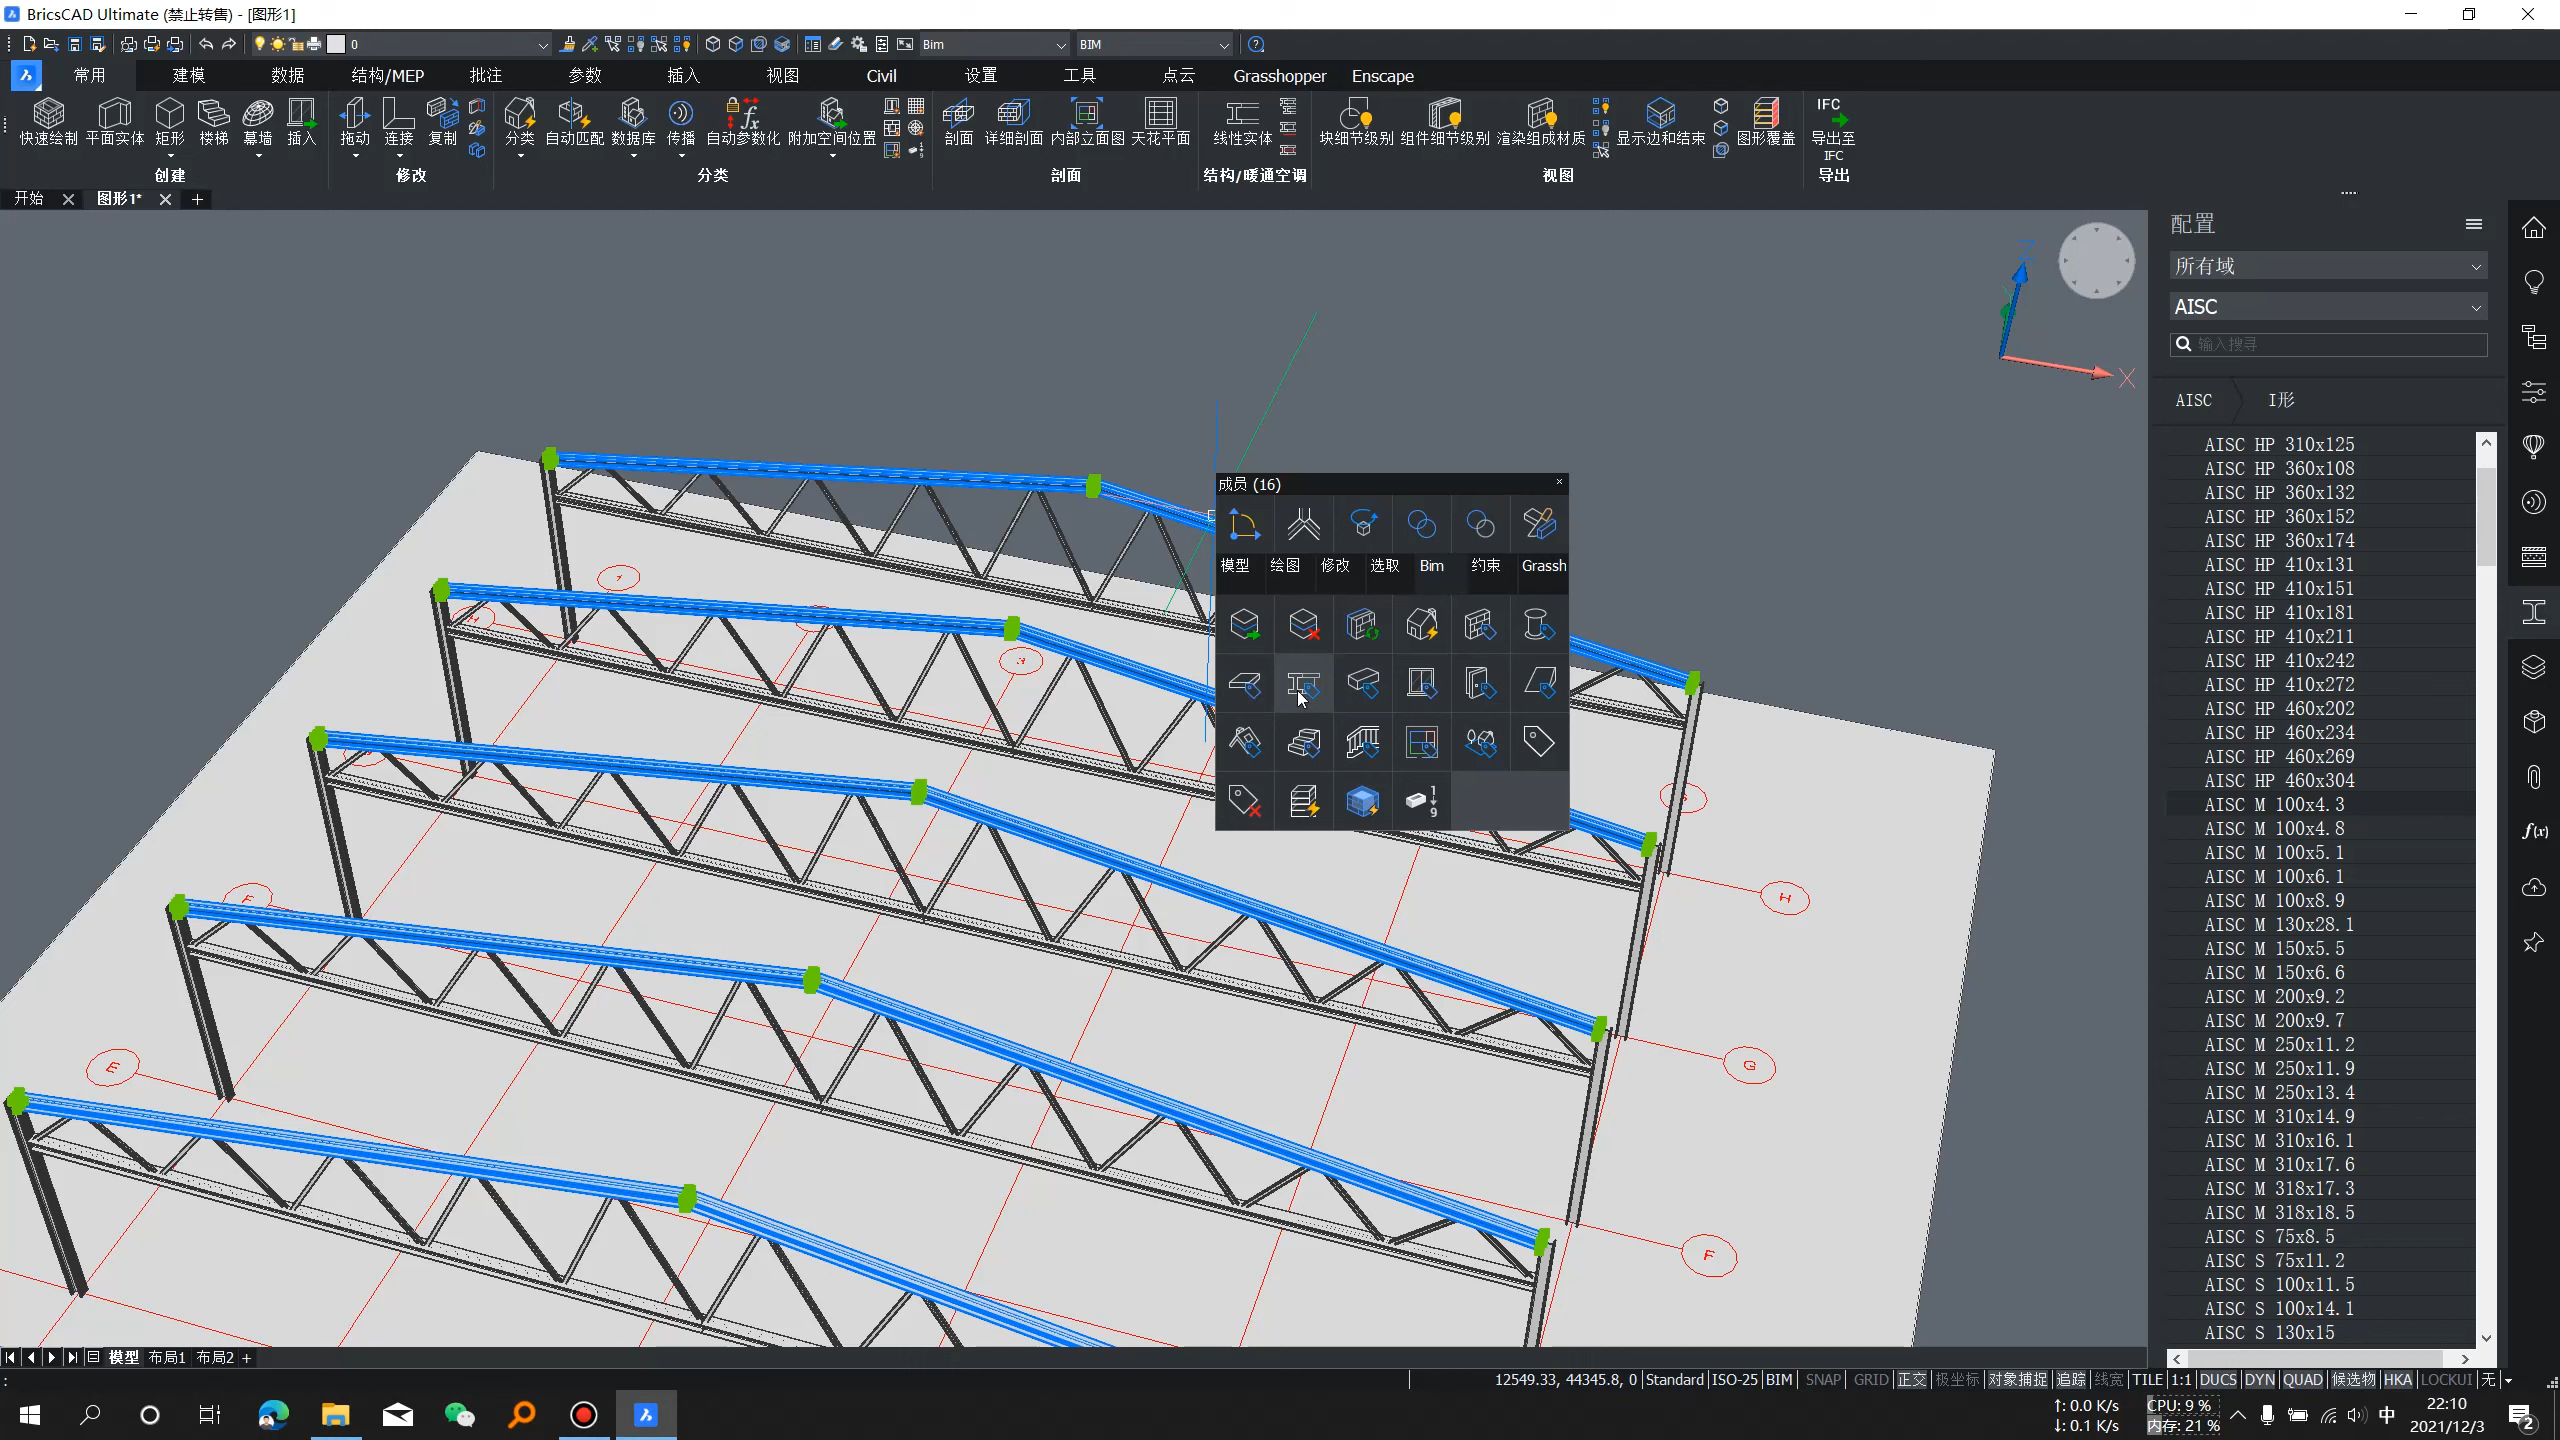 BricsCAD Ultimate (禁止转售) - [图形1]
0 Bim BIM
常用 建模 数据 结构/MEP 批注 参数 插入 视图 Civil 设置 工具 点云 Grasshopper Enscape
快速绘制 平面实体 矩形 楼梯 幕墙 插入 拖动 连接 复制 分类 自动匹配 数据库 传播 自动参数化 附加空间位置 剖面 详细剖面 内部立面图 天花平面 线性实体 块细节级别 组件细节级别 渲染组成材质 显示边和结束 图形覆盖 IFC 导出至 IFC
创建 修改 分类 剖面 结构/暖通空调 视图 导出
开始 图形1*
配置
所有域
AISC
输入搜寻
AISC I形
AISC HP 310x125
AISC HP 360x108
AISC HP 360x132
AISC HP 360x152
AISC HP 360x174
AISC HP 410x131
AISC HP 410x151
AISC HP 410x181
AISC HP 410x211
AISC HP 410x242
AISC HP 410x272
AISC HP 460x202
AISC HP 460x234
AISC HP 460x269
AISC HP 460x304
AISC M 100x4.3
AISC M 100x4.8
AISC M 100x5.1
AISC M 100x6.1
AISC M 100x8.9
AISC M 130x28.1
AISC M 150x5.5
AISC M 150x6.6
AISC M 200x9.2
AISC M 200x9.7
AISC M 250x11.2
AISC M 250x11.9
AISC M 250x13.4
AISC M 310x14.9
AISC M 310x16.1
AISC M 310x17.6
AISC M 318x17.3
AISC M 318x18.5
AISC S 75x8.5
AISC S 75x11.2
AISC S 100x11.5
AISC S 100x14.1
AISC S 130x15
f(x)
Z
X
成员 (16)
模型 绘图 修改 选取 Bim 约束 Grassh
1
9
3
H
G
F
E
模型 布局1 布局2 +
:
12549.33, 44345.8, 0 Standard ISO-25 BIM SNAP GRID 正交 极坐标 对象捕捉 追踪 线宽 TILE 1:1 DUCS DYN QUAD 候选物 HKA LOCKUI 无
↑: 0.0 K/s
↓: 0.1 K/s
CPU: 9 %
内存: 21 %
中
22:10
2021/12/3
2